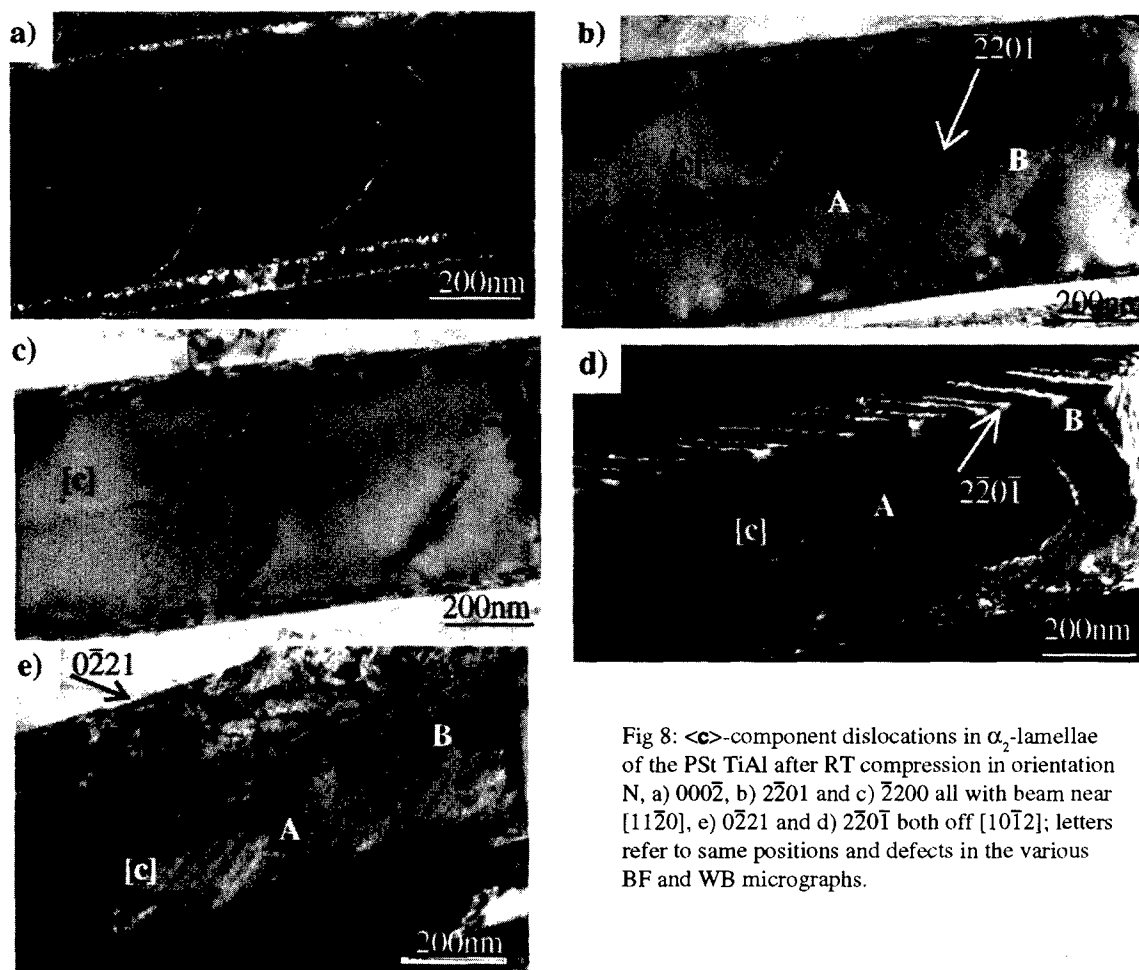 a)
200nm
b)
2̅201
B
A
200nm
c)
[c]
200nm
d)
B
22̅01̅
A
[c]
200nm
e)
02̅21
B
A
[c]
200nm
Fig 8: <c>-component dislocations in α₂-lamellae
of the PSt TiAl after RT compression in orientation
N, a) 0002̅, b) 22̅01 and c) 2̅200 all with beam near
[112̅0], e) 02̅21 and d) 22̅01̅ both off [101̅2]; letters
refer to same positions and defects in the various
BF and WB micrographs.